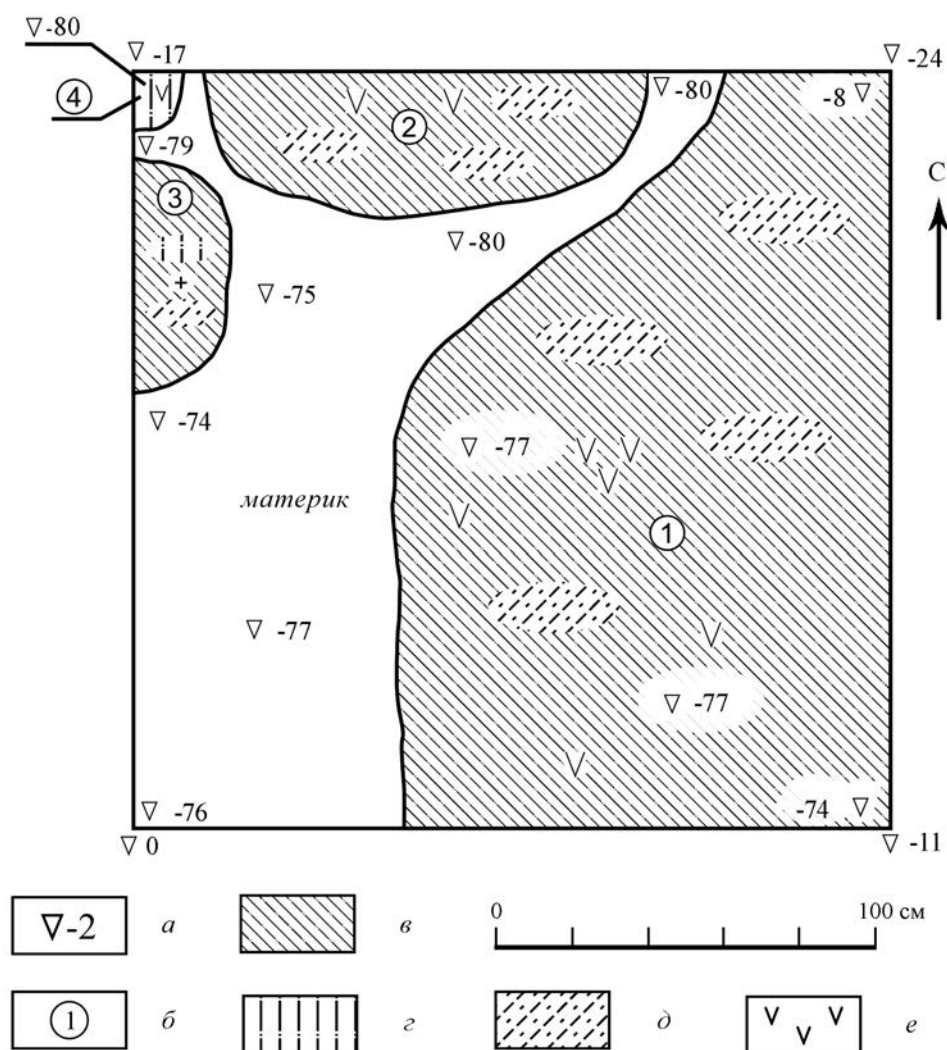 ▽-80
▽ -17
▽ -24
④
▽ -79
②
▽-80
-8 ▽
③
С
▽ -80
▽ -75
▽ -74
▽ -77
материк
①
▽ -77
▽ -77
▽ -76
-74 ▽
▽ 0
▽ -11
▽-2 а
в
0 100 см
① б
г
д
е